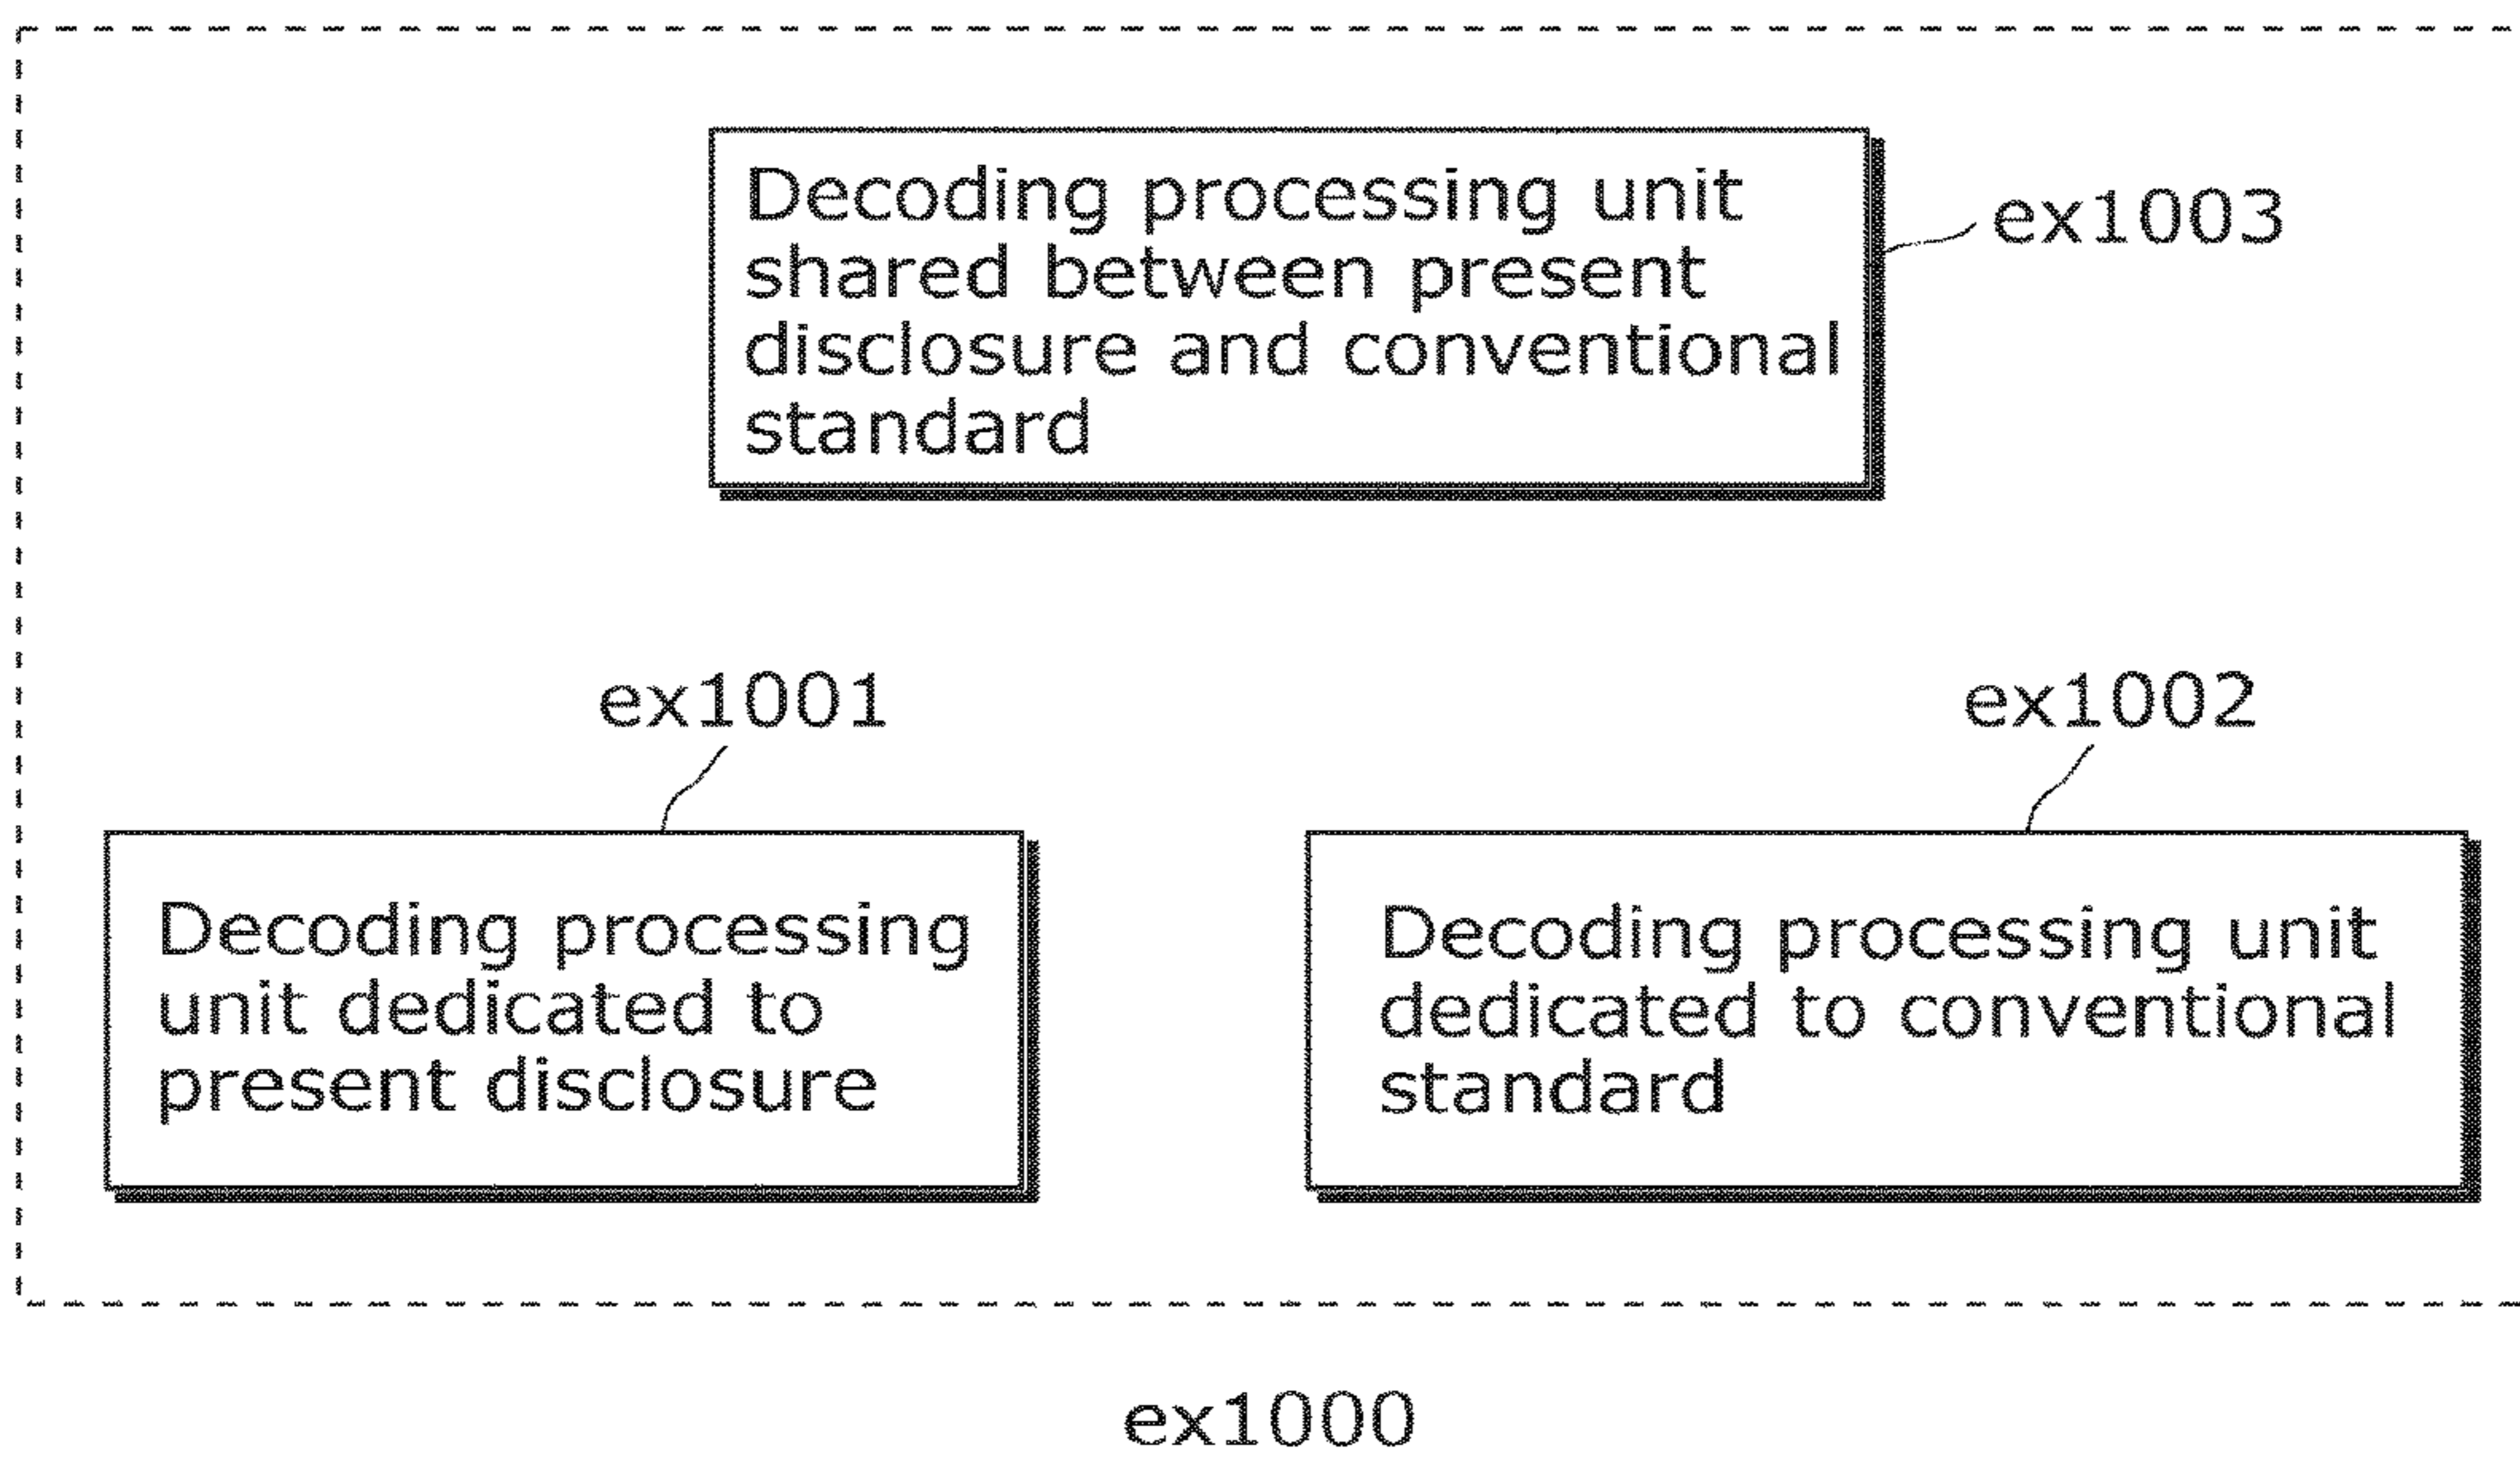 Decoding processing unit
shared between present
disclosure and conventional
standard
ex1003
ex1001
ex1002
Decoding processing
unit dedicated to
present disclosure
Decoding processing unit
dedicated to conventional
standard
ex1000